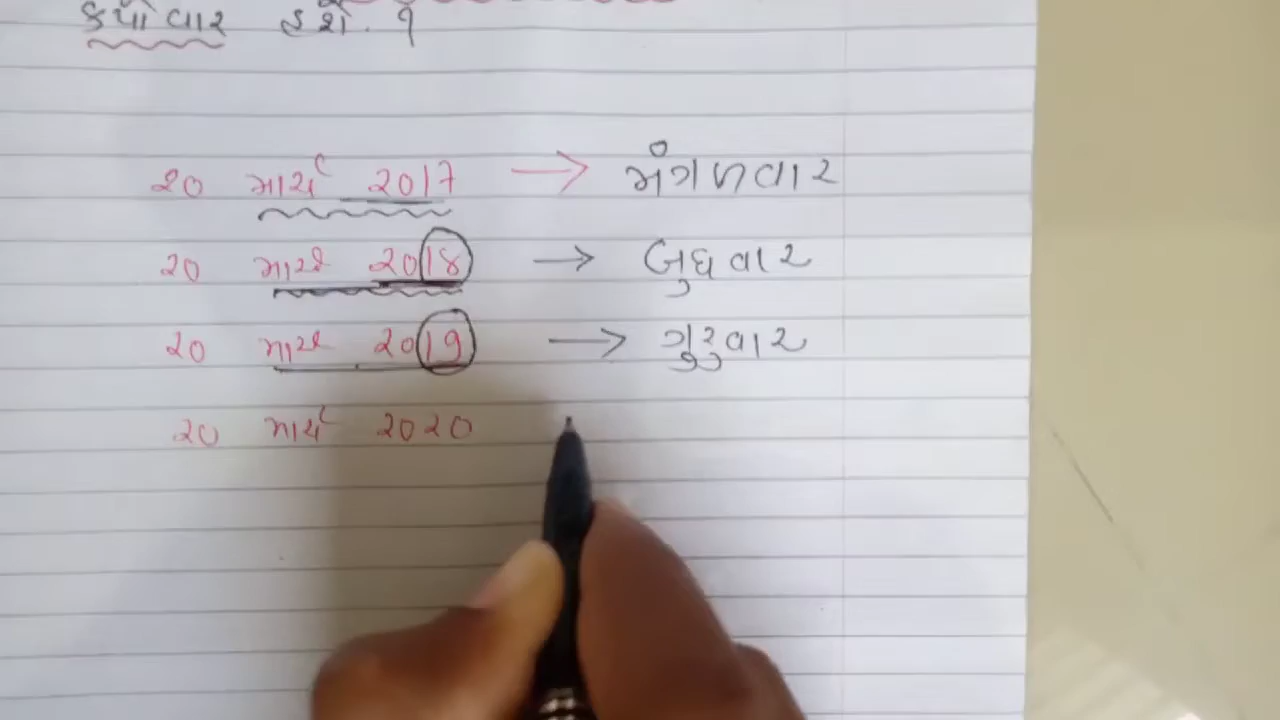 કયો વાર હશે. ?
20 માર્ચ 2017 → મંગળવાર
20 માર્ચ 2018 → બુધવાર
20 માર્ચ 2019 → ગુરુવાર
20 માર્ચ 2020